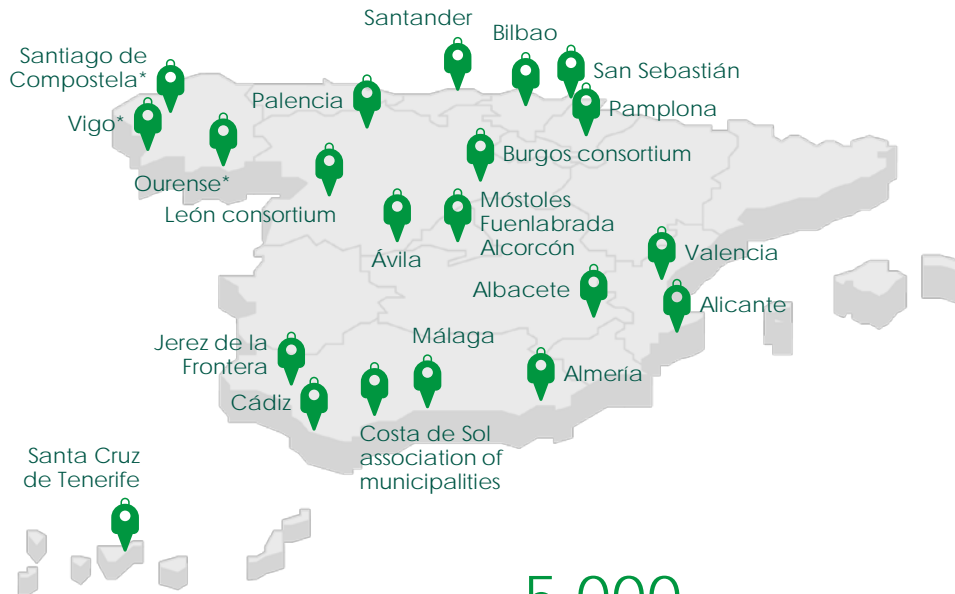 Santander
Bilbao
Santiago de
Compostela*
San Sebastián
Palencia
Pamplona
Vigo*
Burgos consortium
Ourense*
León consortium
Móstoles
Fuenlabrada
Alcorcón
Ávila
Valencia
Albacete
Alicante
Málaga
Jerez de la
Frontera
Almería
Cádiz
Costa de Sol
association of
municipalities
Santa Cruz
de Tenerife
5,000